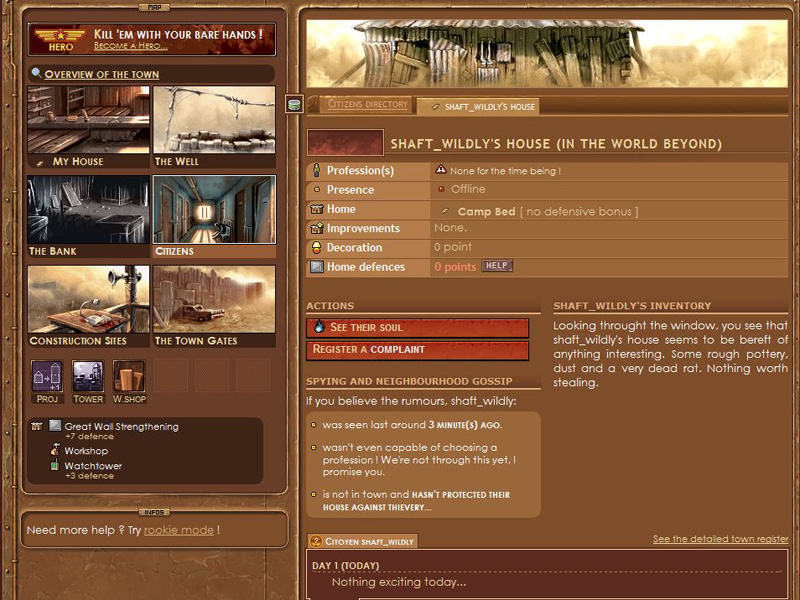 MAP
KILL 'EM WITH YOUR BARE HANDS !
HERO
BECOME A HERO...
OVERVIEW OF THE TOWN
MY HOUSE
THE WELL
THE BANK
CITIZENS
CONSTRUCTION SITES
THE TOWN GATES
PROJ
TOWER
W.SHOP
Great Wall Strengthening
+7 defence
Workshop
Watchtower
+3 defence
INFOS
Need more help ? Try rookie mode !
CITIZENS DIRECTORY
SHAFT_WILDLY'S HOUSE
SHAFT_WILDLY'S HOUSE (IN THE WORLD BEYOND)
Profession(s)
None for the time being !
Presence
Offline
Home
Camp Bed [ no defensive bonus ]
Improvements
None.
Decoration
0 point
Home defences
0 points HELP
ACTIONS
SEE THEIR SOUL
REGISTER A COMPLAINT
SPYING AND NEIGHBOURHOOD GOSSIP
If you believe the rumours, shaft_wildly:
was seen last around 3 MINUTE(S) AGO.
wasn't even capable of choosing a
profession ! We're not through this yet, I
promise you.
is not in town and HASN'T PROTECTED THEIR
HOUSE AGAINST THIEVERY...
SHAFT_WILDLY'S INVENTORY
Looking throught the window, you see that
shaft_wildly's house seems to be bereft of
anything interesting. Some rough pottery,
dust and a very dead rat. Nothing worth
stealing.
CITOYEN SHAFT_WILDLY
See the detailed town register
DAY 1 (TODAY)
Nothing exciting today...